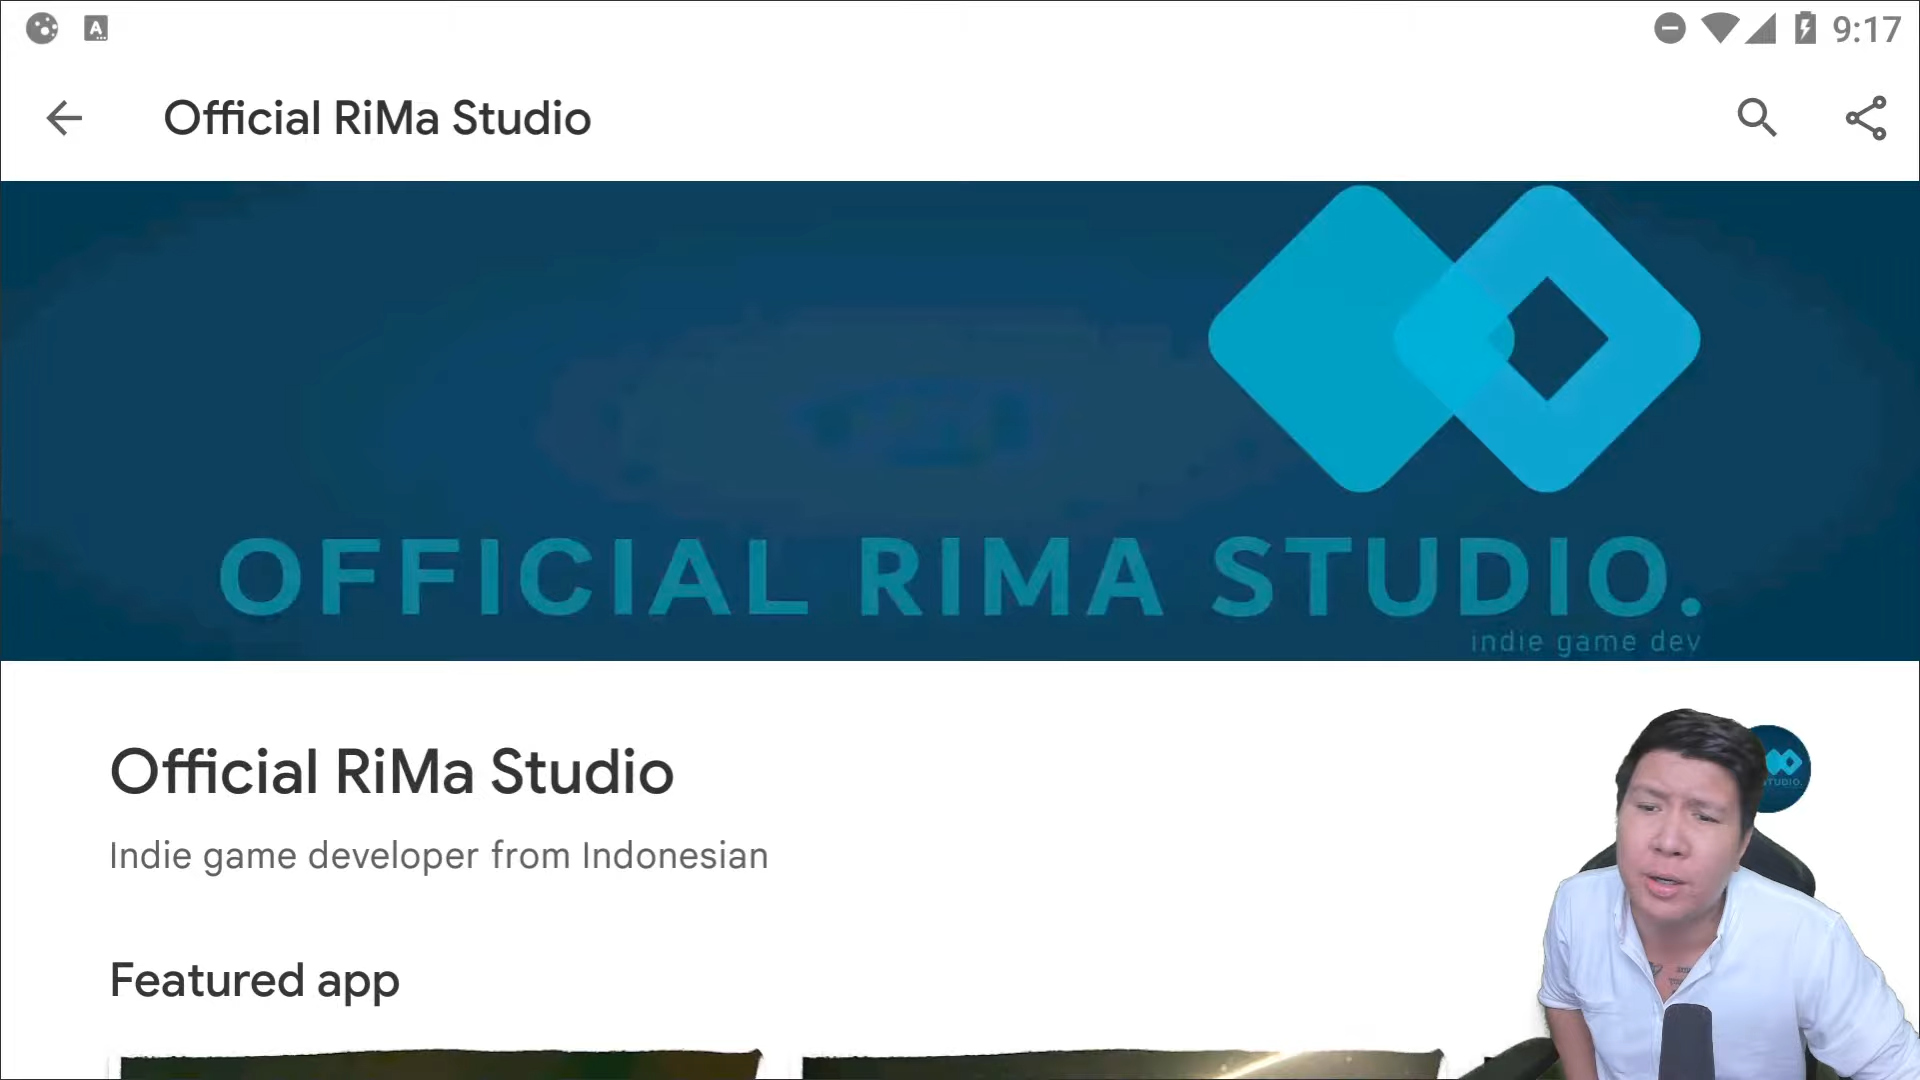 A
9:17
Official RiMa Studio
OFFICIAL RIMA STUDIO.
indie game dev
Official RiMa Studio
TUDIO.
Indie game developer from Indonesian
Featured app